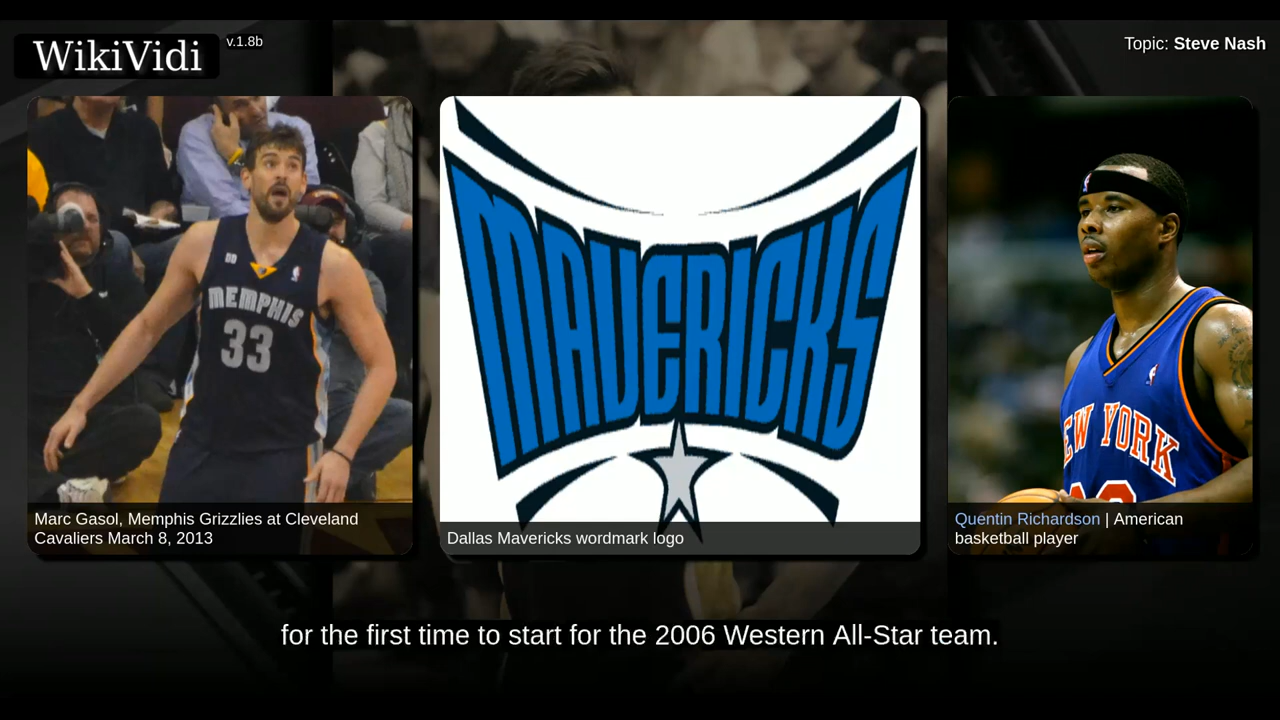 WikiVidi
v.1.8b
Topic: Steve Nash
MEMPHIS
33
MAVERICKS
NEW YORK
Marc Gasol, Memphis Grizzlies at Cleveland
Cavaliers March 8, 2013
Dallas Mavericks wordmark logo
Quentin Richardson | American
basketball player
for the first time to start for the 2006 Western All-Star team.